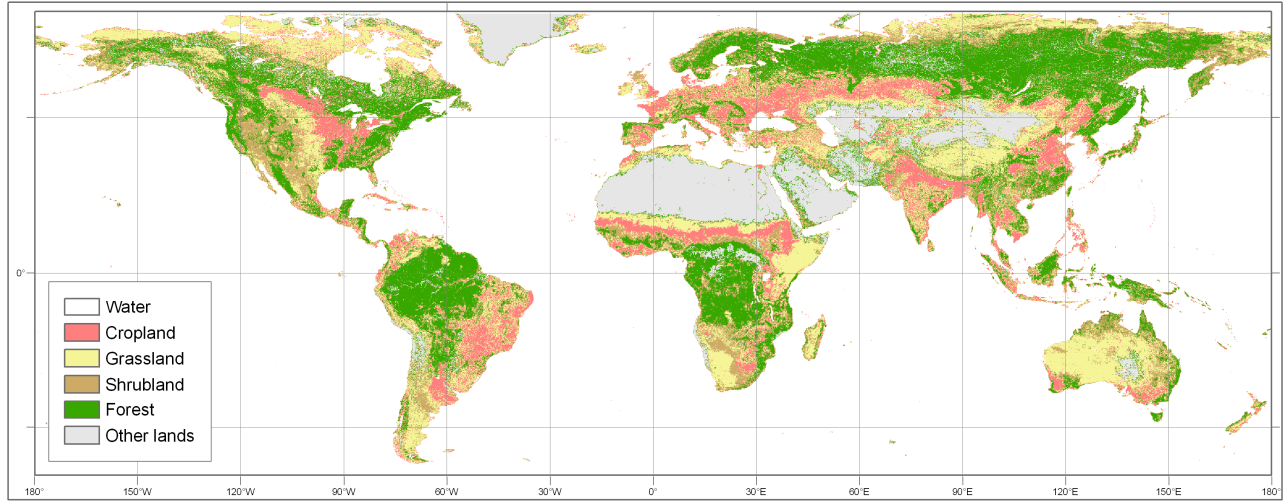 0°
Water
Cropland
Grassland
Shrubland
Forest
Other lands
180°
150°W
120°W
90°W
60°W
30°W
0°
30°E
60°E
90°E
120°E
150°E
180°